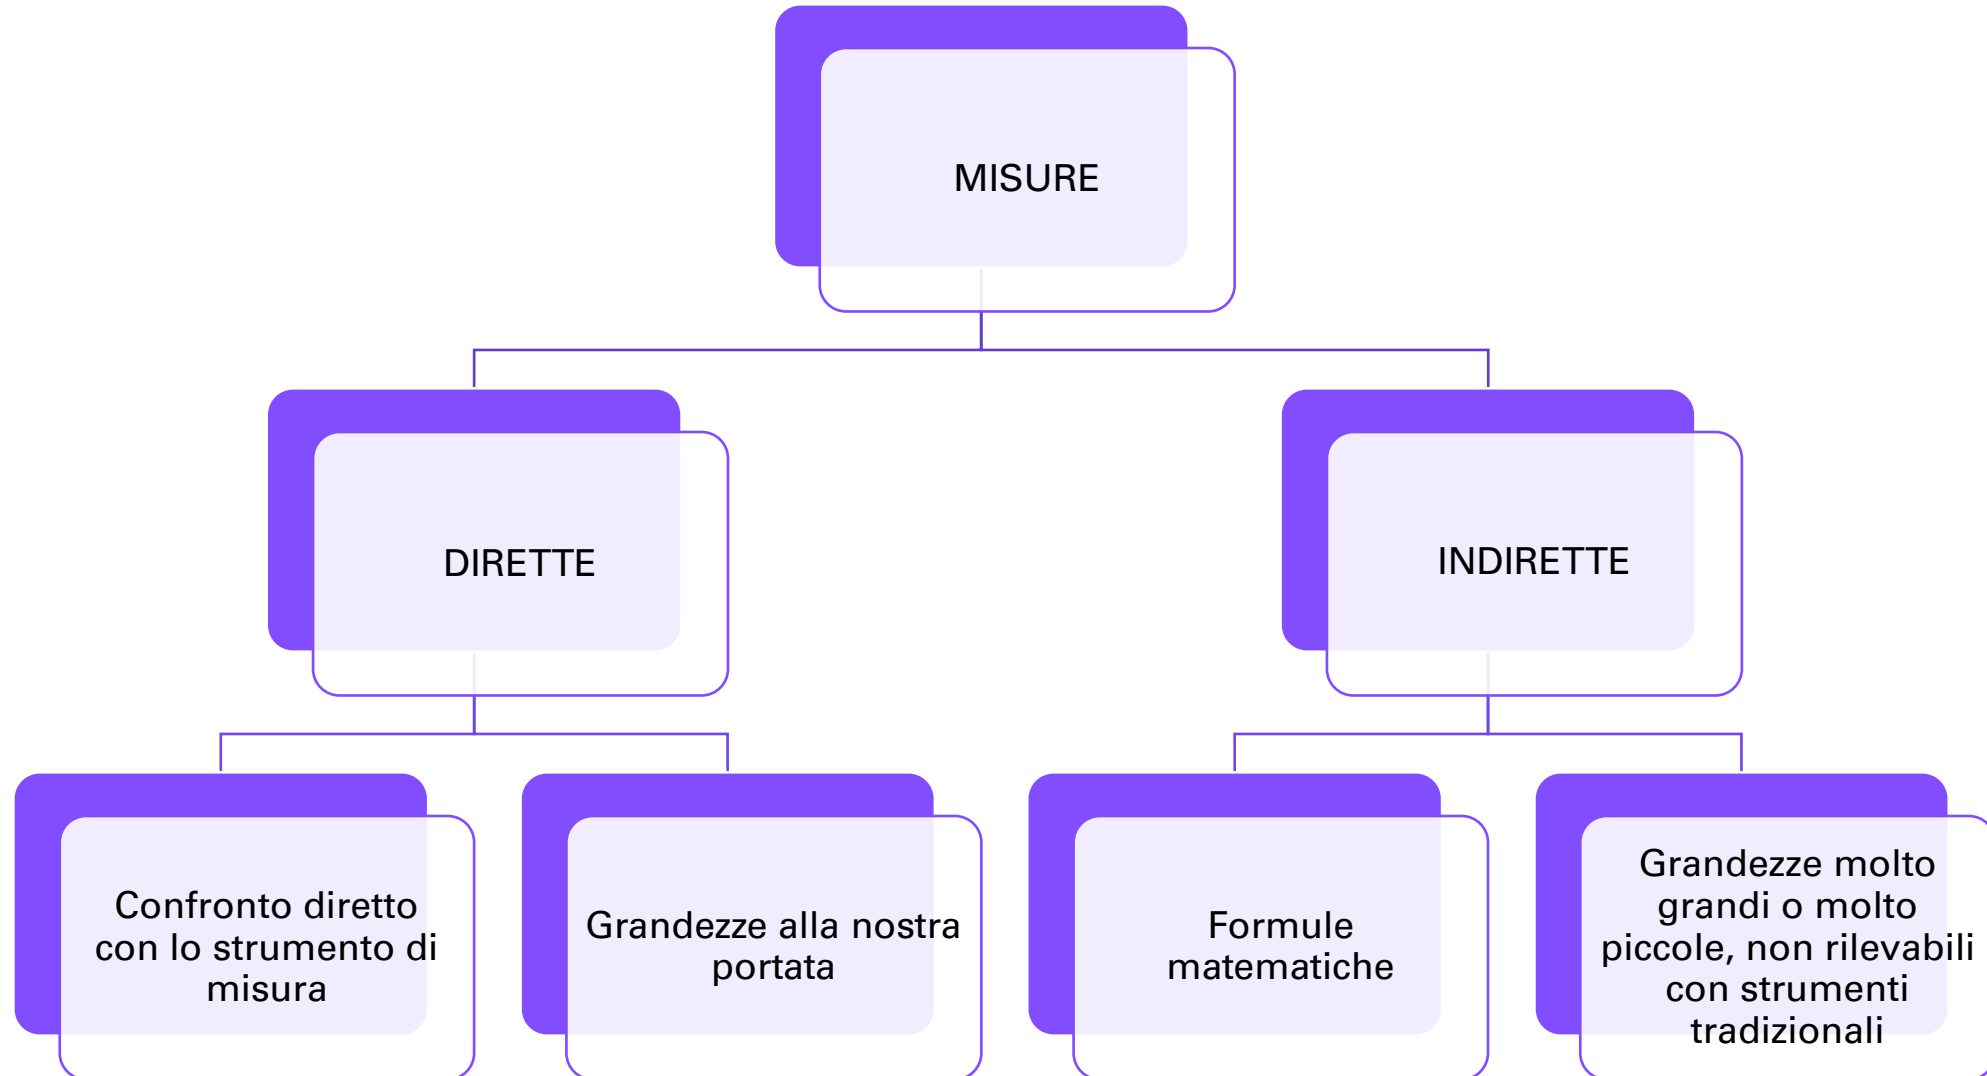 MISURE
DIRETTE
INDIRETTE
Confronto diretto
con lo strumento di
misura
Grandezze alla nostra
portata
Formule
matematiche
Grandezze molto
grandi o molto
piccole, non rilevabili
con strumenti
tradizionali